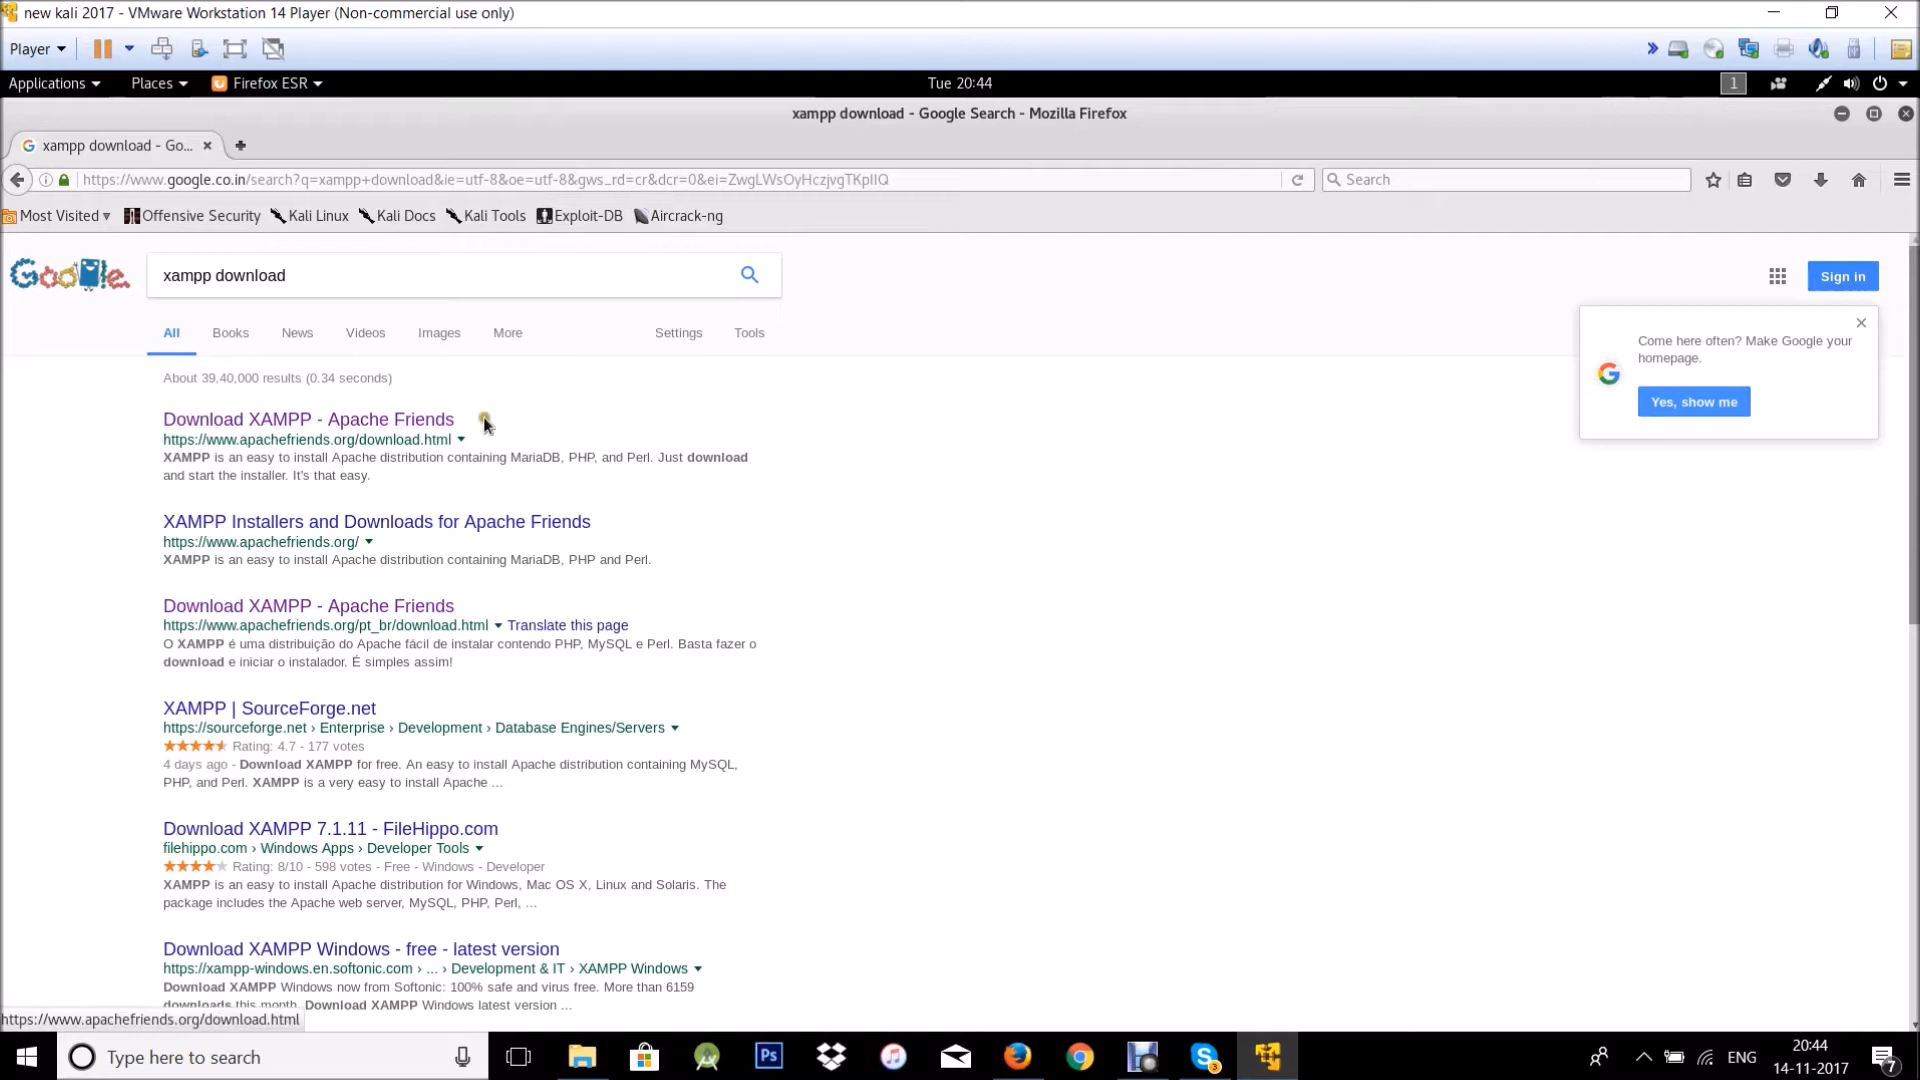 new kali 2017 - VMware Workstation 14 Player (Non-commercial use only)
Player
Applications Places Firefox ESR Tue 20:44 1
xampp download - Google Search - Mozilla Firefox
xampp download - Go...
https://www.google.co.in/search?q=xampp+download&ie=utf-8&oe=utf-8&gws_rd=cr&dcr=0&ei=ZwgLWsOyHczjvgTKpIIQ Search
Most Visited Offensive Security Kali Linux Kali Docs Kali Tools Exploit-DB Aircrack-ng
Google
xampp download
Sign in
All Books News Videos Images More Settings Tools
Come here often? Make Google your
homepage.
Yes, show me
About 39,40,000 results (0.34 seconds)
Download XAMPP - Apache Friends
https://www.apachefriends.org/download.html
XAMPP is an easy to install Apache distribution containing MariaDB, PHP, and Perl. Just download
and start the installer. It's that easy.
XAMPP Installers and Downloads for Apache Friends
https://www.apachefriends.org/
XAMPP is an easy to install Apache distribution containing MariaDB, PHP and Perl.
Download XAMPP - Apache Friends
https://www.apachefriends.org/pt_br/download.html Translate this page
O XAMPP é uma distribuição do Apache fácil de instalar contendo PHP, MySQL e Perl. Basta fazer o
download e iniciar o instalador. É simples assim!
XAMPP | SourceForge.net
https://sourceforge.net › Enterprise › Development › Database Engines/Servers
Rating: 4.7 - 177 votes
4 days ago - Download XAMPP for free. An easy to install Apache distribution containing MySQL,
PHP, and Perl. XAMPP is a very easy to install Apache ...
Download XAMPP 7.1.11 - FileHippo.com
filehippo.com › Windows Apps › Developer Tools
Rating: 8/10 - 598 votes - Free - Windows - Developer
XAMPP is an easy to install Apache distribution for Windows, Mac OS X, Linux and Solaris. The
package includes the Apache web server, MySQL, PHP, Perl, ...
Download XAMPP Windows - free - latest version
https://xampp-windows.en.softonic.com › ... › Development & IT › XAMPP Windows
Download XAMPP Windows now from Softonic: 100% safe and virus free. More than 6159
downloads this month. Download XAMPP Windows latest version ...
https://www.apachefriends.org/download.html
Type here to search
Ps
3
ENG
20:44
14-11-2017
7